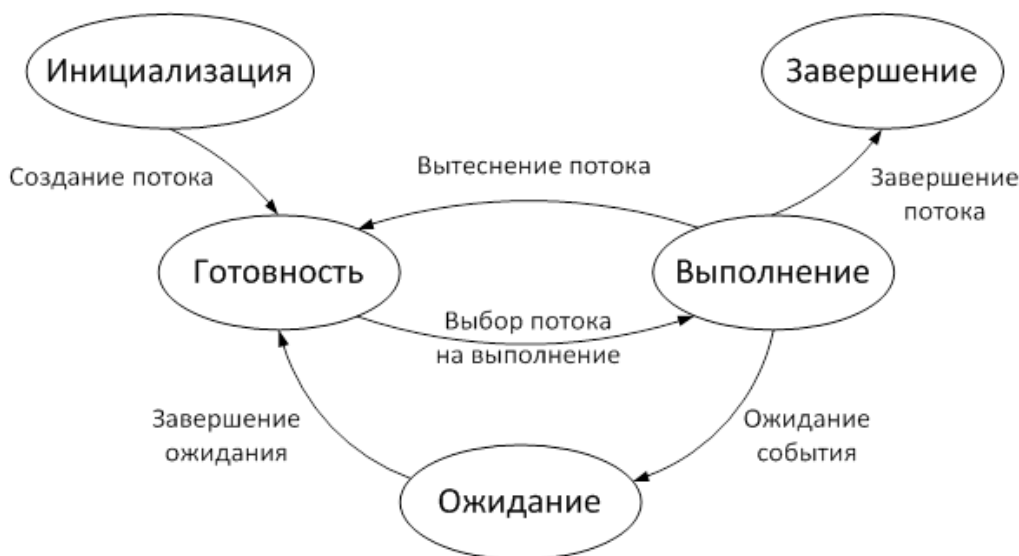 Инициализация
Завершение
Создание потока
Вытеснение потока
Завершение
потока
Готовность
Выполнение
Выбор потока
на выполнение
Завершение
ожидания
Ожидание
события
Ожидание